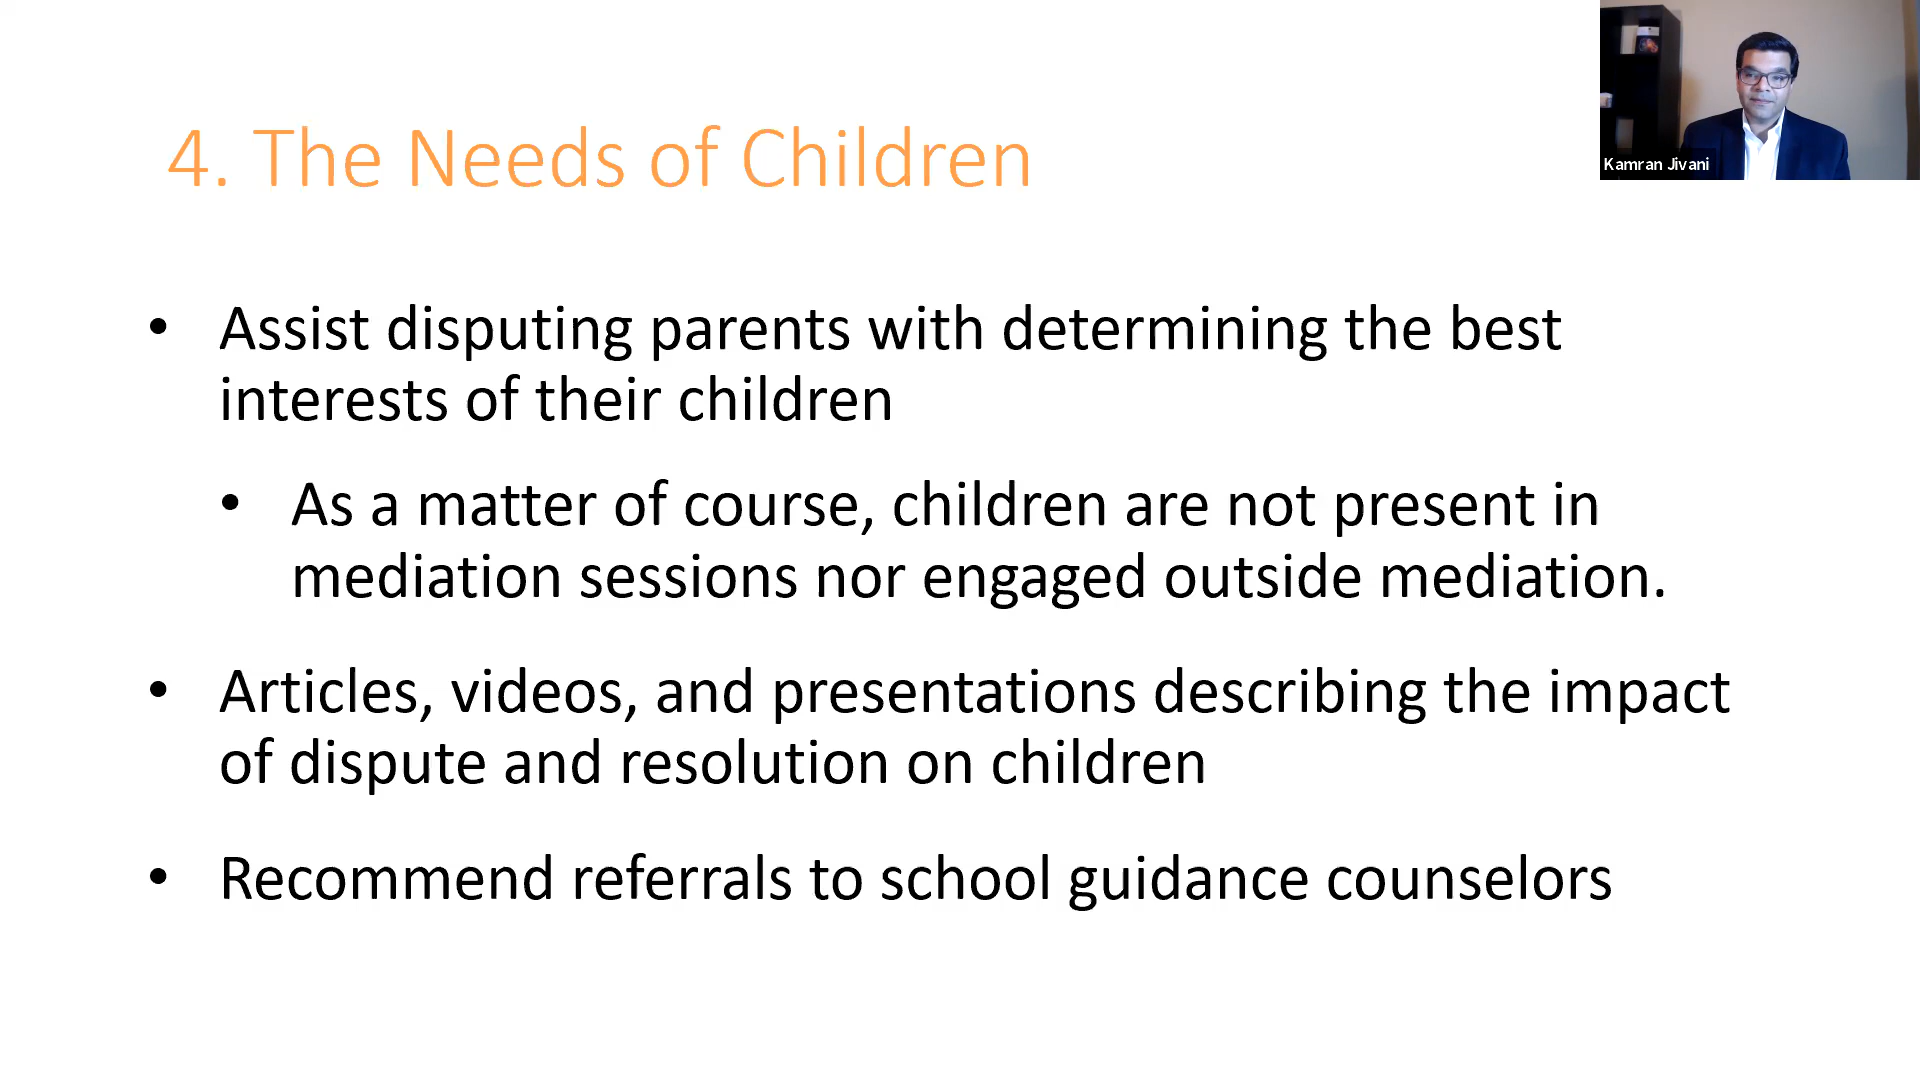 Kamran Jivani
4. The Needs of Children
• Assist disputing parents with determining the best
interests of their children
• As a matter of course, children are not present in
mediation sessions nor engaged outside mediation.
• Articles, videos, and presentations describing the impact
of dispute and resolution on children
• Recommend referrals to school guidance counselors